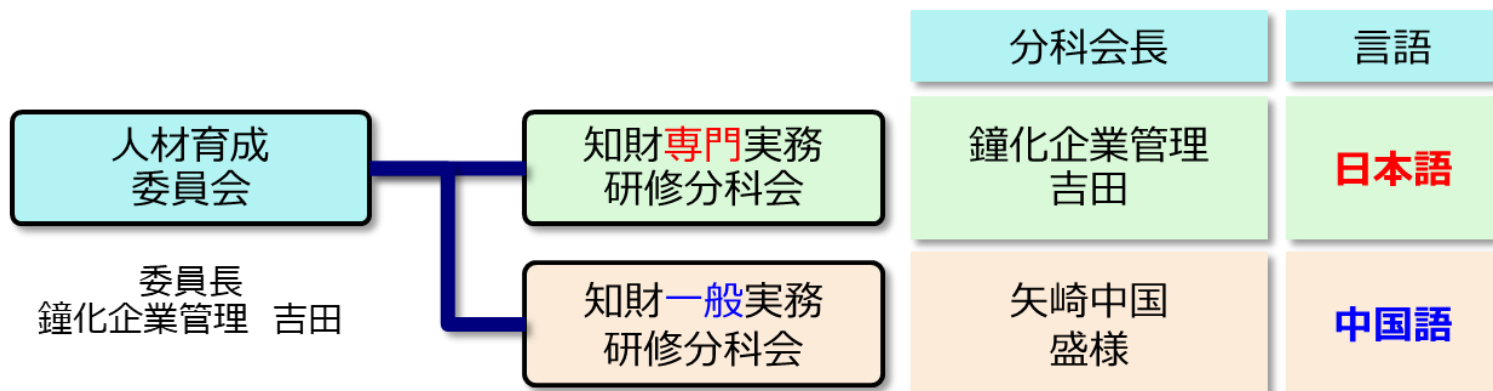 分科会長
言語
人材育成
委員会
知財専門実務
研修分科会
鐘化企業管理
吉田
日本語
委員長
鐘化企業管理 吉田
知財一般実務
研修分科会
矢崎中国
盛様
中国語